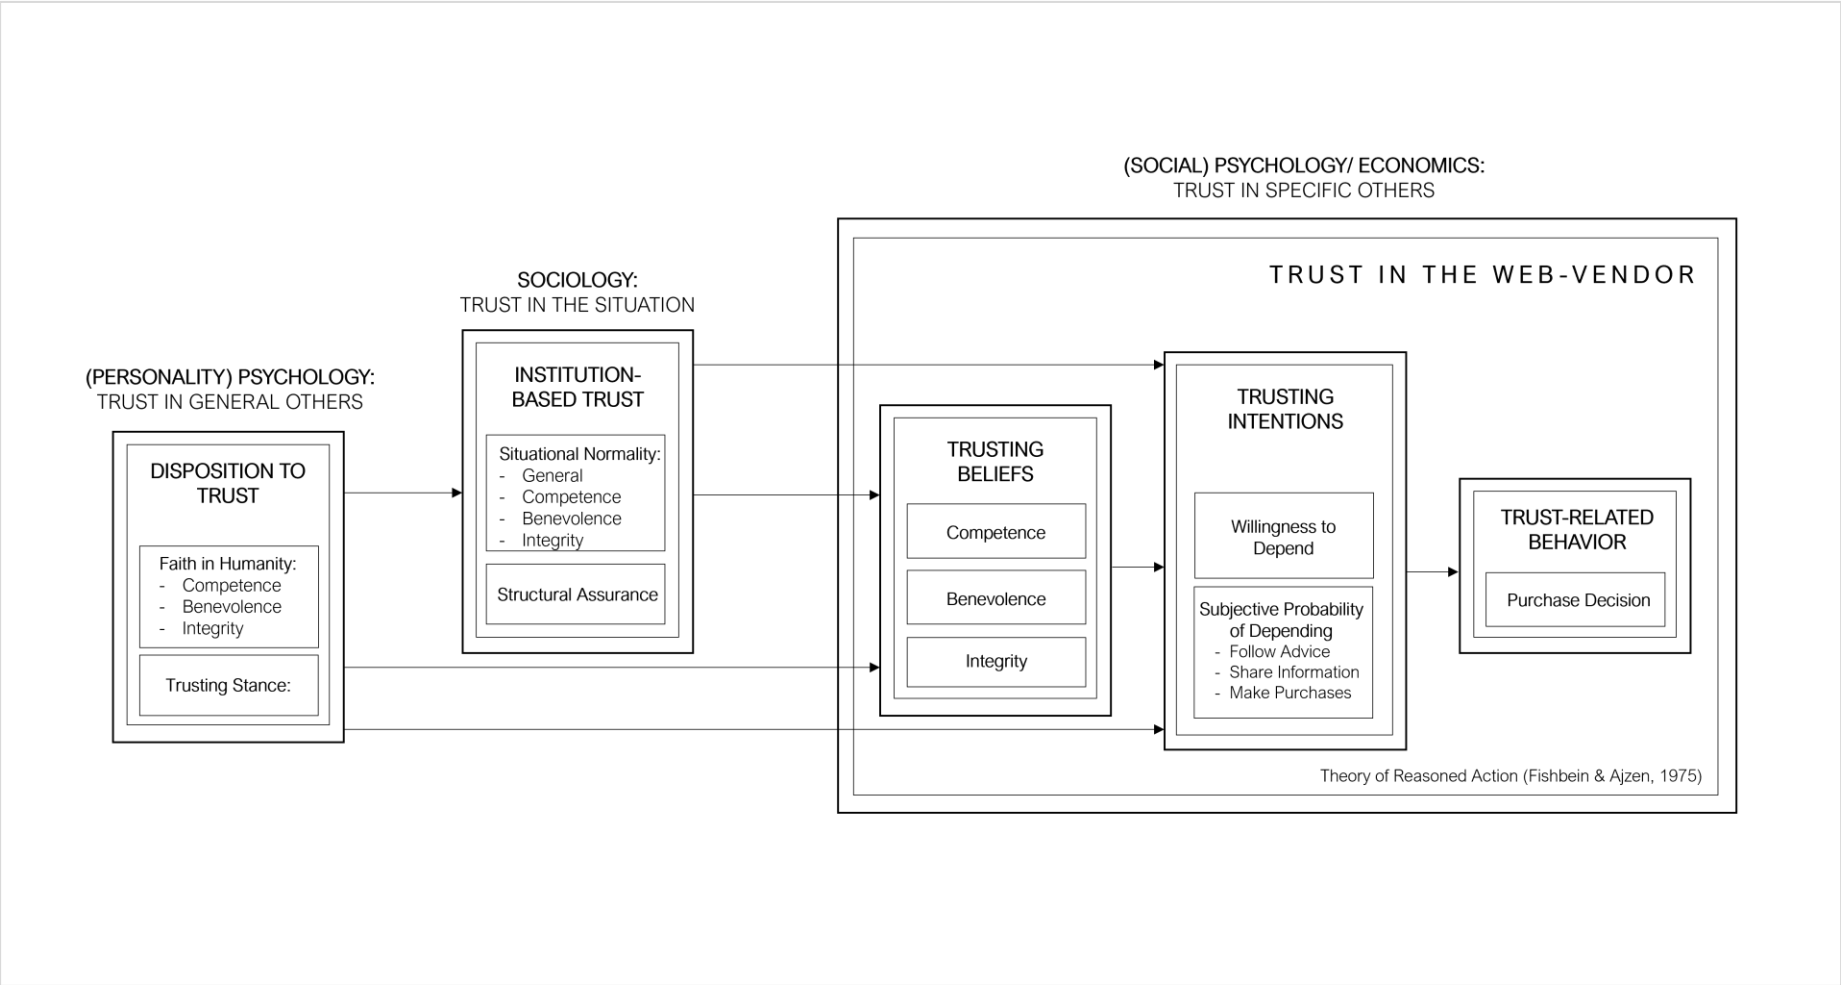 (SOCIAL) PSYCHOLOGY/ ECONOMICS:
TRUST IN SPECIFIC OTHERS
TRUST IN THE WEB-VENDOR
SOCIOLOGY:
TRUST IN THE SITUATION
(PERSONALITY) PSYCHOLOGY:
TRUST IN GENERAL OTHERS
DISPOSITION TO
TRUST
Faith in Humanity:
- Competence
- Benevolence
- Integrity
Trusting Stance:
INSTITUTION-
BASED TRUST
Situational Normality:
- General
- Competence
- Benevolence
- Integrity
Structural Assurance
TRUSTING
BELIEFS
Competence
Benevolence
Integrity
TRUSTING
INTENTIONS
Willingness to
Depend
Subjective Probability
of Depending
- Follow Advice
- Share Information
- Make Purchases
TRUST-RELATED
BEHAVIOR
Purchase Decision
Theory of Reasoned Action (Fishbein & Ajzen, 1975)